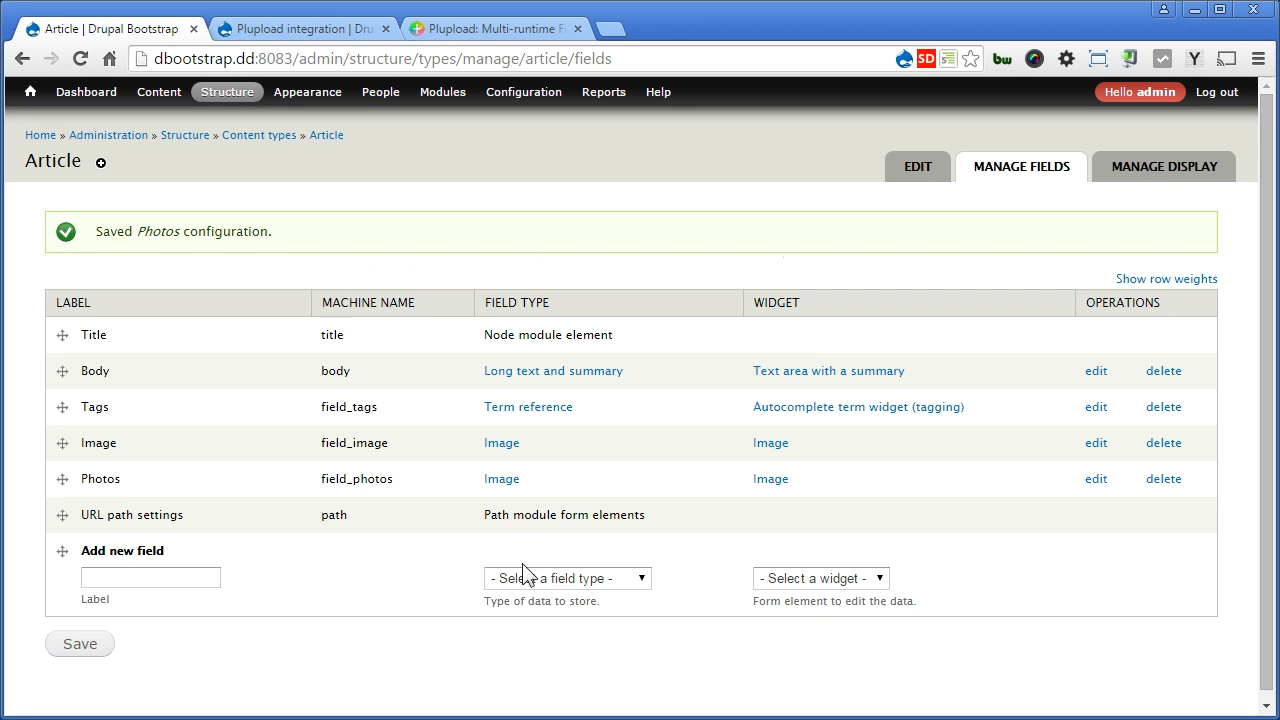 Article | Drupal Bootstrap
Plupload integration | Dru
Plupload: Multi-runtime F
dbootstrap.dd:8083/admin/structure/types/manage/article/fields
SD
bw
Y
Dashboard Content Structure Appearance People Modules Configuration Reports Help Hello admin Log out
Home » Administration » Structure » Content types » Article
Article
EDIT MANAGE FIELDS MANAGE DISPLAY
Saved Photos configuration.
Show row weights
LABEL MACHINE NAME FIELD TYPE WIDGET OPERATIONS
Title title Node module element
Body body Long text and summary Text area with a summary edit delete
Tags field_tags Term reference Autocomplete term widget (tagging) edit delete
Image field_image Image Image edit delete
Photos field_photos Image Image edit delete
URL path settings path Path module form elements
Add new field
- Select a field type - - Select a widget -
Label Type of data to store. Form element to edit the data.
Save